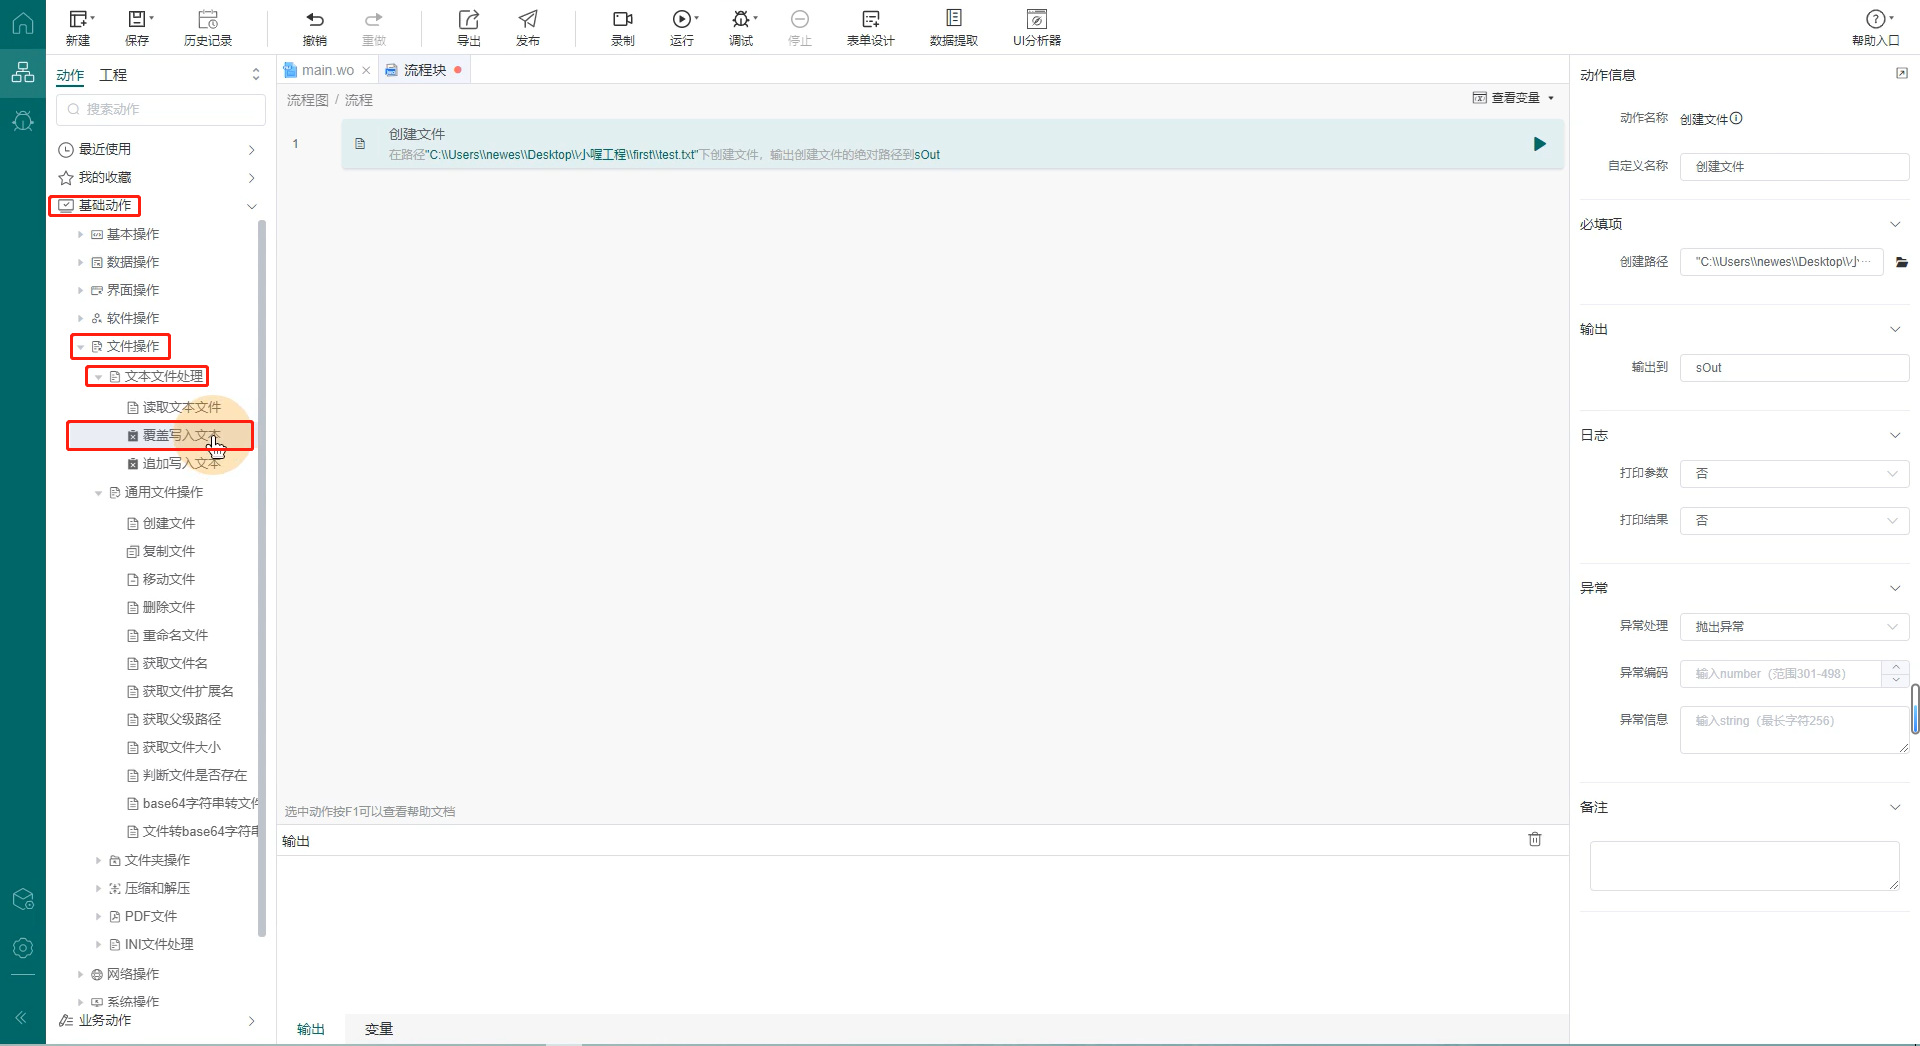 新建
保存
历史记录
撤销
重做
导出
发布
录制
运行
调试
停止
表单设计
数据提取
UI分析器
帮助入口
动作
工程
搜索动作
最近使用
我的收藏
基础动作
基本操作
数据操作
界面操作
软件操作
文件操作
文本文件处理
读取文本文件
覆盖写入文本
追加写入文本
通用文件操作
创建文件
复制文件
移动文件
删除文件
重命名文件
获取文件名
获取文件扩展名
获取父级路径
获取文件大小
判断文件是否存在
base64字符串转文件
文件转base64字符串
文件夹操作
压缩和解压
PDF文件
INI文件处理
网络操作
系统操作
业务动作
main.wo
流程块
流程图 / 流程
查看变量
1
创建文件
在路径"C:\\Users\\newes\\Desktop\\小喔工程\\first\\test.txt"下创建文件，输出创建文件的绝对路径到sOut
选中动作按F1可以查看帮助文档
输出
输出
变量
动作信息
动作名称 创建文件
自定义名称 创建文件
必填项
创建路径 "C:\\Users\\newes\\Desktop\\小···
输出
输出到 sOut
日志
打印参数 否
打印结果 否
异常
异常处理 抛出异常
异常编码 输入number（范围301-498）
异常信息 输入string（最长字符256）
备注